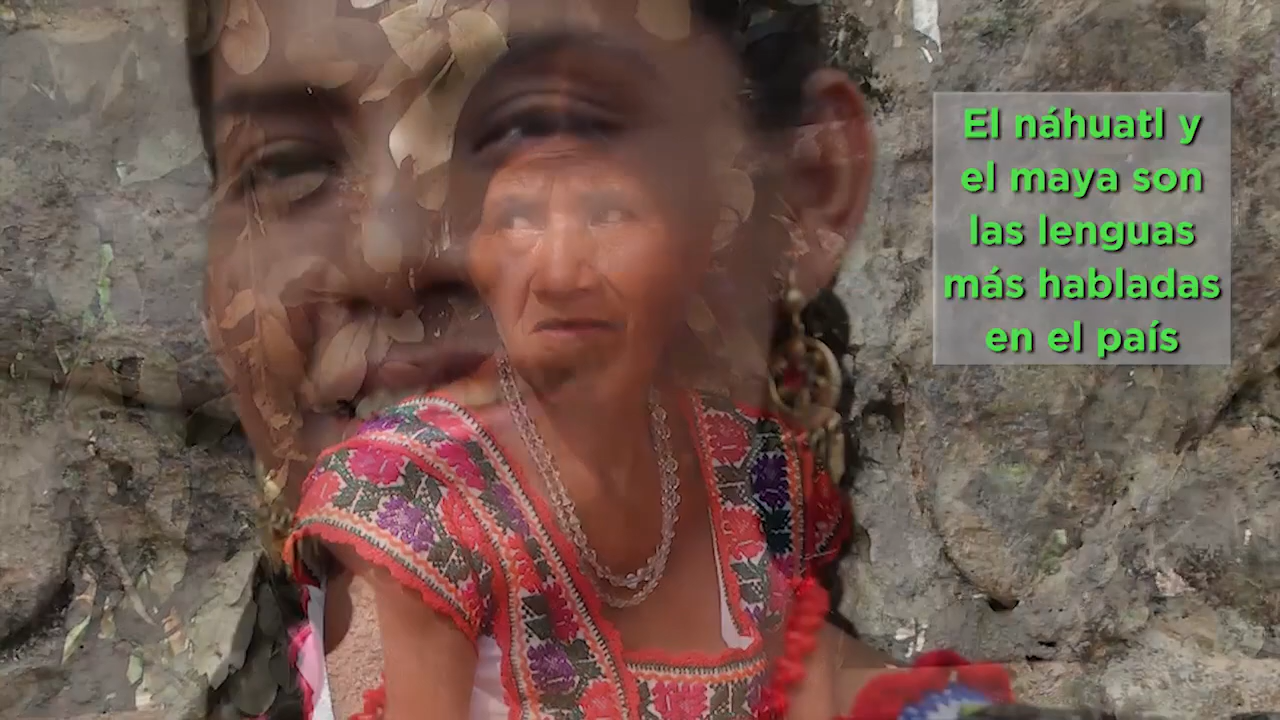 El náhuatl y
el maya son
las lenguas
más habladas
en el país